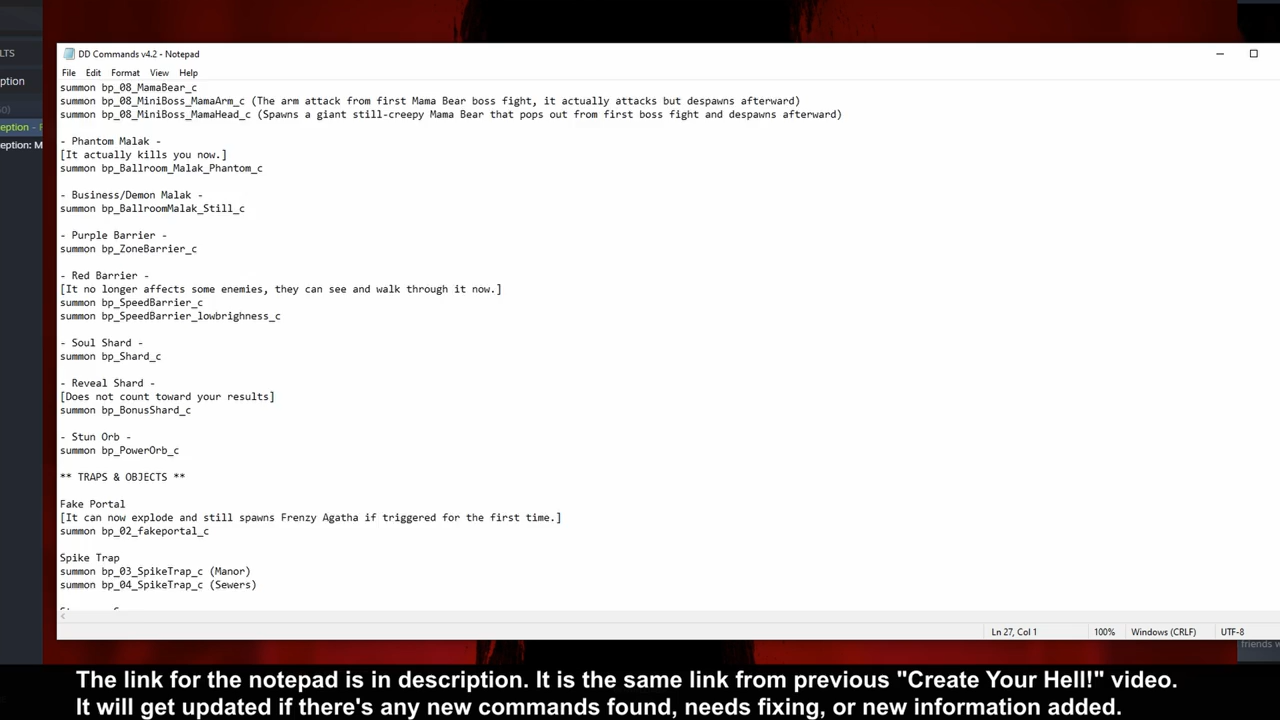 LTS
DD Commands v4.2 - Notepad
ption
File Edit Format View Help
summon bp_08_MamaBear_c
summon bp_08_MiniBoss_MamaArm_c (The arm attack from first Mama Bear boss fight, it actually attacks but despawns afterward)
summon bp_08_MiniBoss_MamaHead_c (Spawns a giant still-creepy Mama Bear that pops out from first boss fight and despawns afterward)
eption -
eption: M
- Phantom Malak -
[It actually kills you now.]
summon bp_Ballroom_Malak_Phantom_c
- Business/Demon Malak -
summon bp_BallroomMalak_Still_c
- Purple Barrier -
summon bp_ZoneBarrier_c
- Red Barrier -
[It no longer affects some enemies, they can see and walk through it now.]
summon bp_SpeedBarrier_c
summon bp_SpeedBarrier_lowbrighness_c
- Soul Shard -
summon bp_Shard_c
- Reveal Shard -
[Does not count toward your results]
summon bp_BonusShard_c
- Stun Orb -
summon bp_PowerOrb_c
** TRAPS & OBJECTS **
Fake Portal
[It can now explode and still spawns Frenzy Agatha if triggered for the first time.]
summon bp_02_fakeportal_c
Spike Trap
summon bp_03_SpikeTrap_c (Manor)
summon bp_04_SpikeTrap_c (Sewers)
Ln 27, Col 1 100% Windows (CRLF) UTF-8
friends
The link for the notepad is in description. It is the same link from previous "Create Your Hell!" video.
It will get updated if there's any new commands found, needs fixing, or new information added.